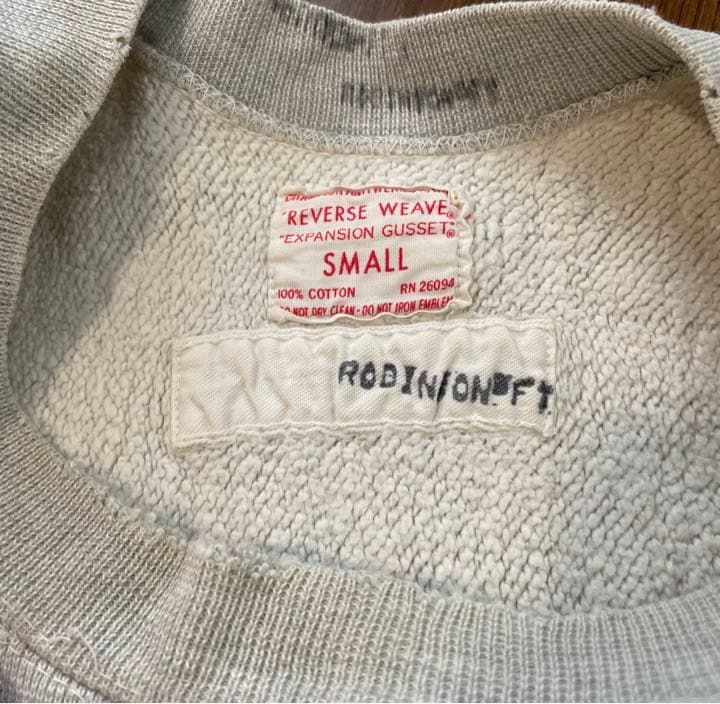 "REVERSE WEAVE®
"EXPANSION GUSSET"®
SMALL
100% COTTON RN 26094
DO NOT DRY CLEAN - DO NOT IRON EMBLEM
ROBINSON FT